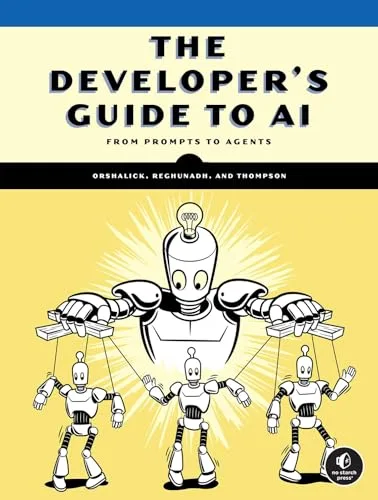 THE
DEVELOPER'S
GUIDE TO AI
FROM PROMPTS TO AGENTS
ORSHALICK, REGHUNADH, AND THOMPSON
no starch
press®